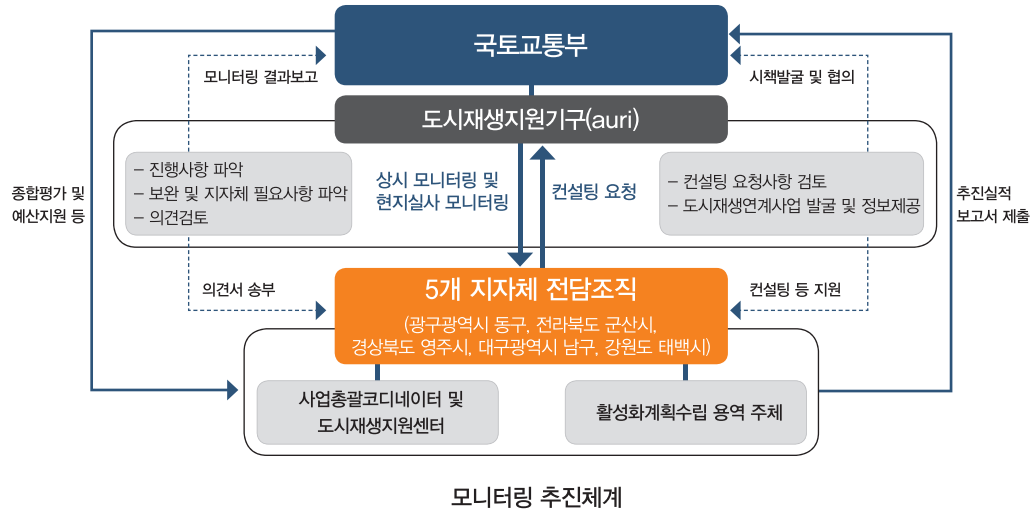 국토교통부
모니터링 결과보고
시책발굴 및 협의
도시재생지원기구(auri)
종합평가 및
예산지원 등
– 진행사항 파악
– 보완 및 지자체 필요사항 파악
– 의견검토
상시 모니터링 및
현지실사 모니터링
컨설팅 요청
– 컨설팅 요청사항 검토
– 도시재생연계사업 발굴 및 정보제공
추진실적
보고서 제출
의견서 송부
컨설팅 등 지원
5개 지자체 전담조직
(광구광역시 동구, 전라북도 군산시,
경상북도 영주시, 대구광역시 남구, 강원도 태백시)
사업총괄코디네이터 및
도시재생지원센터
활성화계획수립 용역 주체
모니터링 추진체계